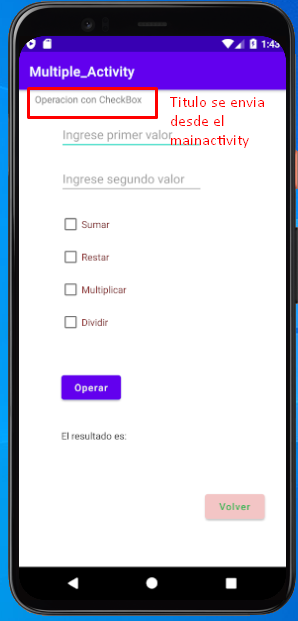 1:43
Multiple_Activity
Operacion con CheckBox
Titulo se envia
desde el
mainactivity
Ingrese primer valor
Ingrese segundo valor
Sumar
Restar
Multiplicar
Dividir
Operar
El resultado es:
Volver